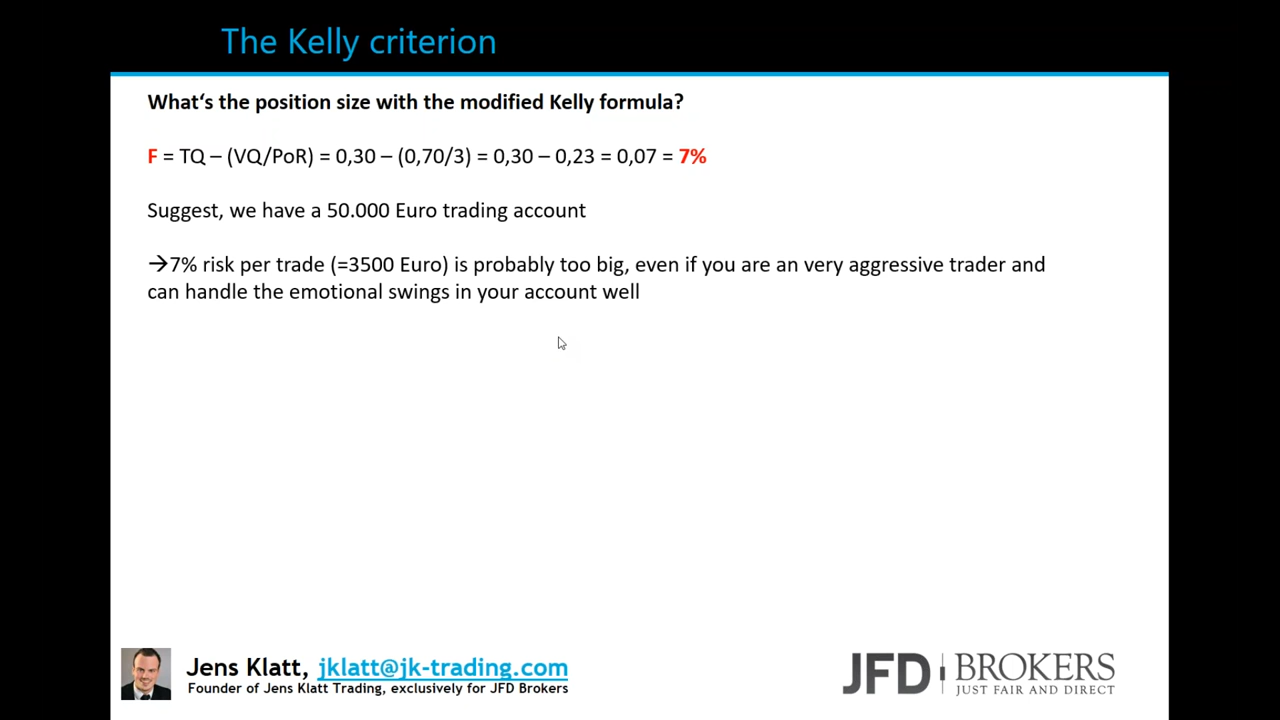 The Kelly criterion
What‘s the position size with the modified Kelly formula?
F = TQ – (VQ/PoR) = 0,30 – (0,70/3) = 0,30 – 0,23 = 0,07 = 7%
Suggest, we have a 50.000 Euro trading account
→7% risk per trade (=3500 Euro) is probably too big, even if you are an very aggressive trader and
can handle the emotional swings in your account well
Jens Klatt, jklatt@jk-trading.com
Founder of Jens Klatt Trading, exclusively for JFD Brokers
JFD BROKERS
JUST FAIR AND DIRECT